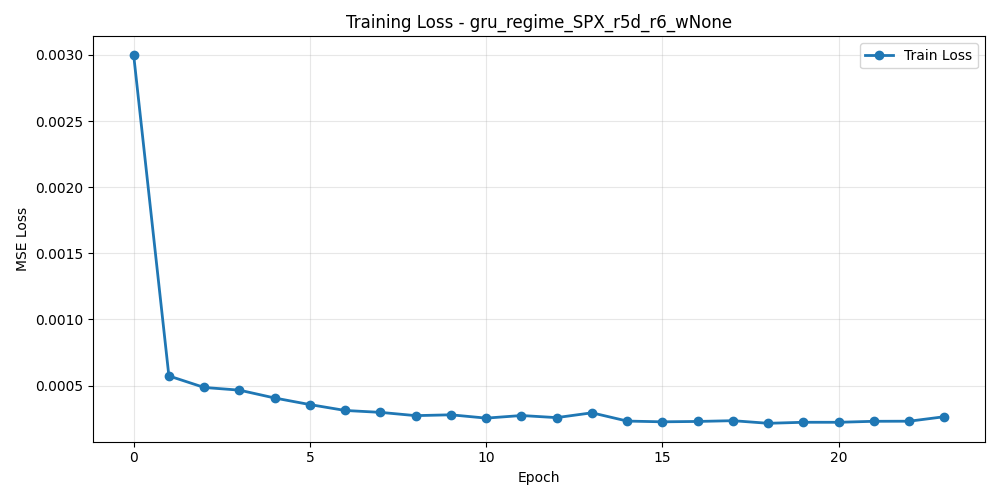 Training Loss - gru_regime_SPX_r5d_r6_wNone
Train Loss
MSE Loss
0.0030
0.0025
0.0020
0.0015
0.0010
0.0005
0 5 10 15 20
Epoch